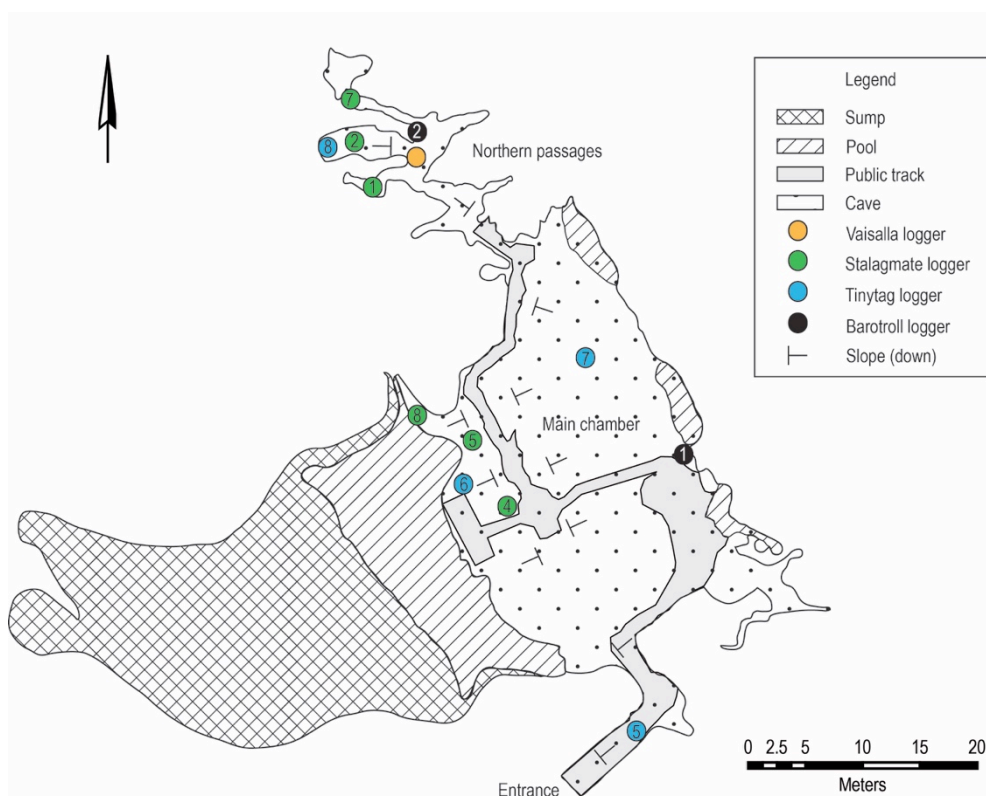 7
2
8
2
1
Northern passages
7
Main chamber
8
5
1
6
4
5
Entrance
Legend
Sump
Pool
Public track
Cave
Vaisalla logger
Stalagmate logger
Tinytag logger
Barotroll logger
Slope (down)
0 2.5 5 10 15 20
Meters